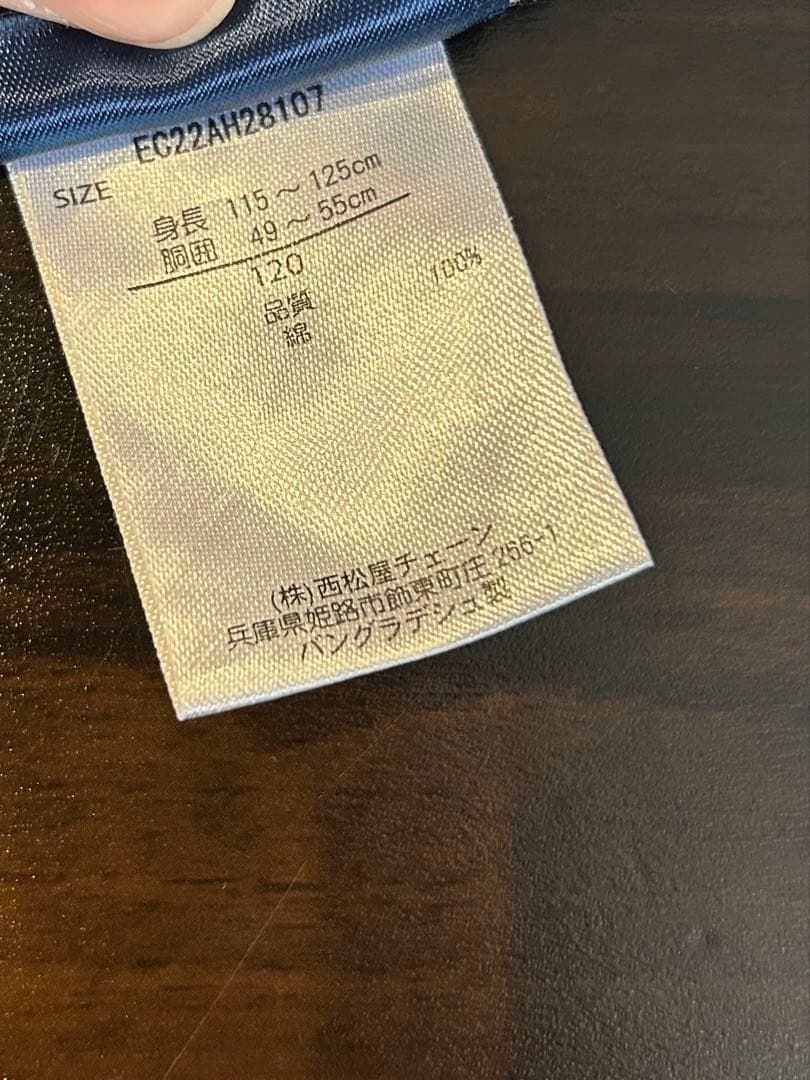 EC22AH28107
SIZE
身長 115～125cm
胴囲 49～55cm
120
品質
綿 100%
(株)西松屋チェーン
兵庫県姫路市飾東町庄 266-1
バングラデシュ製